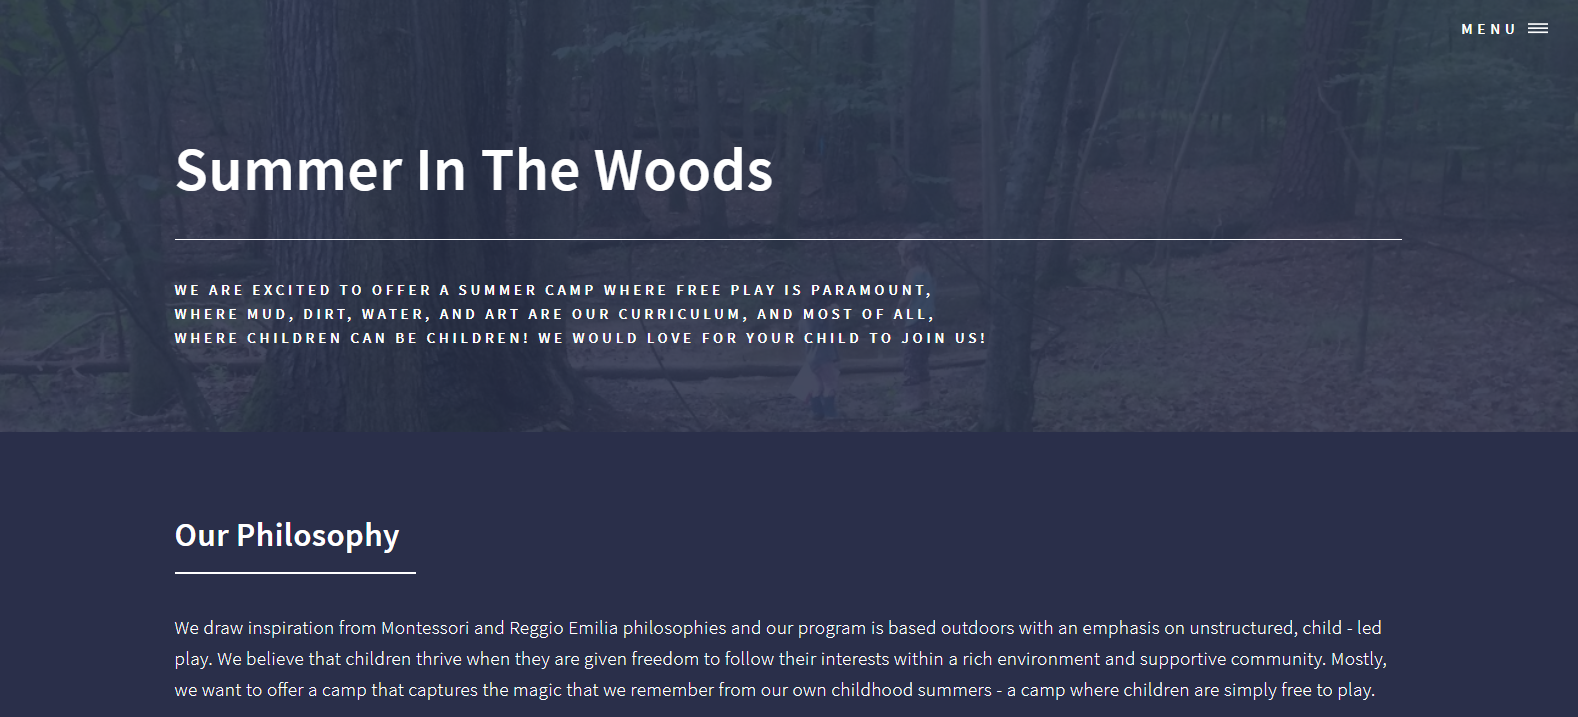 MENU
Summer In The Woods
WE ARE EXCITED TO OFFER A SUMMER CAMP WHERE FREE PLAY IS PARAMOUNT,
WHERE MUD, DIRT, WATER, AND ART ARE OUR CURRICULUM, AND MOST OF ALL,
WHERE CHILDREN CAN BE CHILDREN! WE WOULD LOVE FOR YOUR CHILD TO JOIN US!
Our Philosophy
We draw inspiration from Montessori and Reggio Emilia philosophies and our program is based outdoors with an emphasis on unstructured, child - led
play. We believe that children thrive when they are given freedom to follow their interests within a rich environment and supportive community. Mostly,
we want to offer a camp that captures the magic that we remember from our own childhood summers - a camp where children are simply free to play.